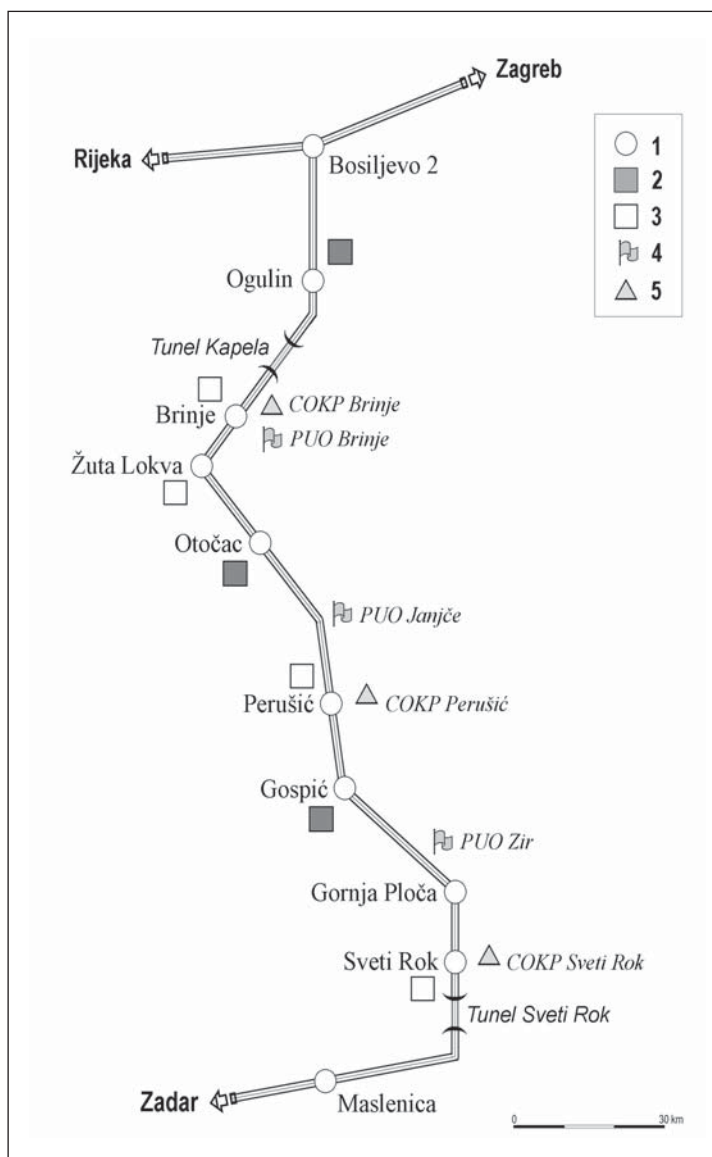 Zagreb
Rijeka
Bosiljevo 2
1
2
3
4
5
Ogulin
Tunel Kapela
Brinje
COKP Brinje
PUO Brinje
Žuta Lokva
Otočac
PUO Janjče
Perušić
COKP Perušić
Gospić
PUO Zir
Gornja Ploča
Sveti Rok
COKP Sveti Rok
Tunel Sveti Rok
Zadar
Maslenica
0 30 km